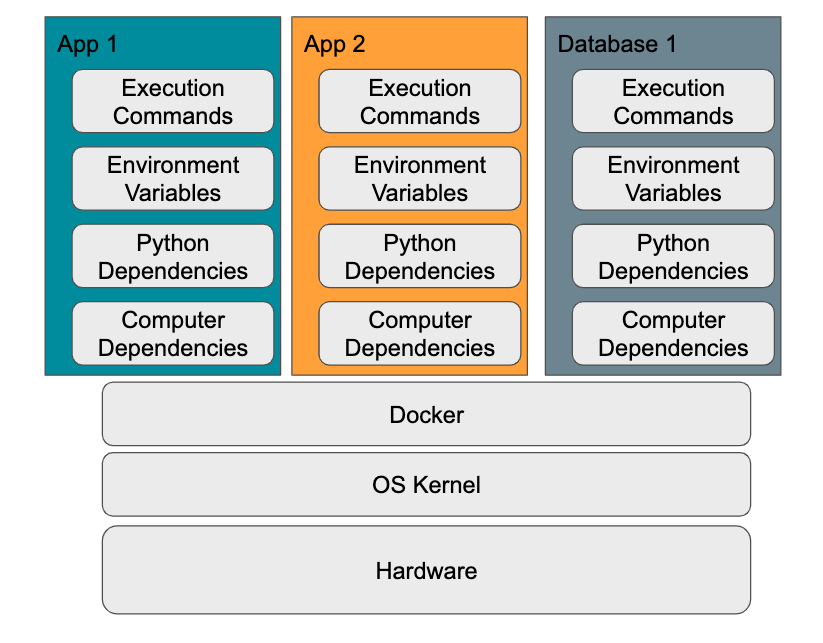 App 1
Execution
Commands
Environment
Variables
Python
Dependencies
Computer
Dependencies
App 2
Execution
Commands
Environment
Variables
Python
Dependencies
Computer
Dependencies
Database 1
Execution
Commands
Environment
Variables
Python
Dependencies
Computer
Dependencies
Docker
OS Kernel
Hardware